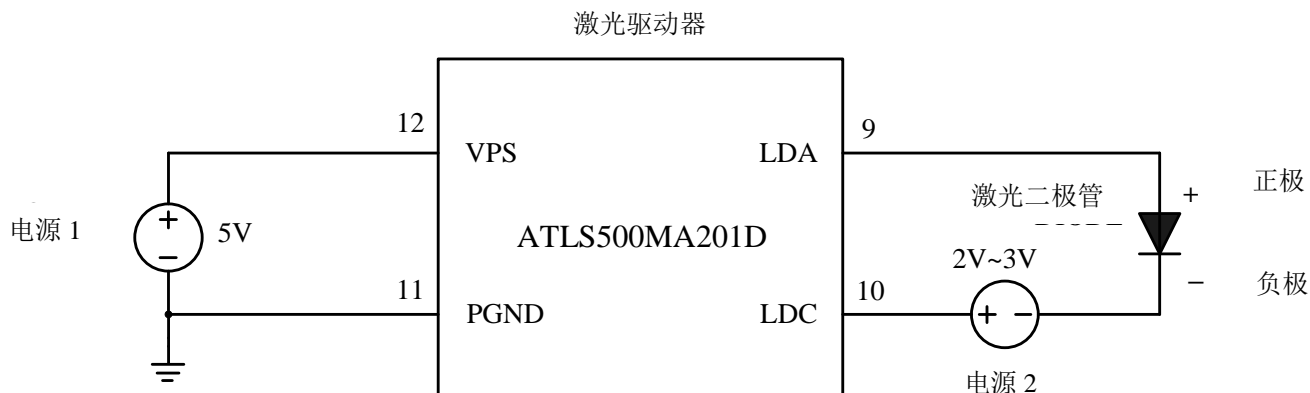 激光驱动器
12
9
VPS
LDA
激光二极管
+
正极
电源 1
+
−
5V
ATLS500MA201D
2V~3V
−
负极
11
10
PGND
LDC
+ -
电源 2